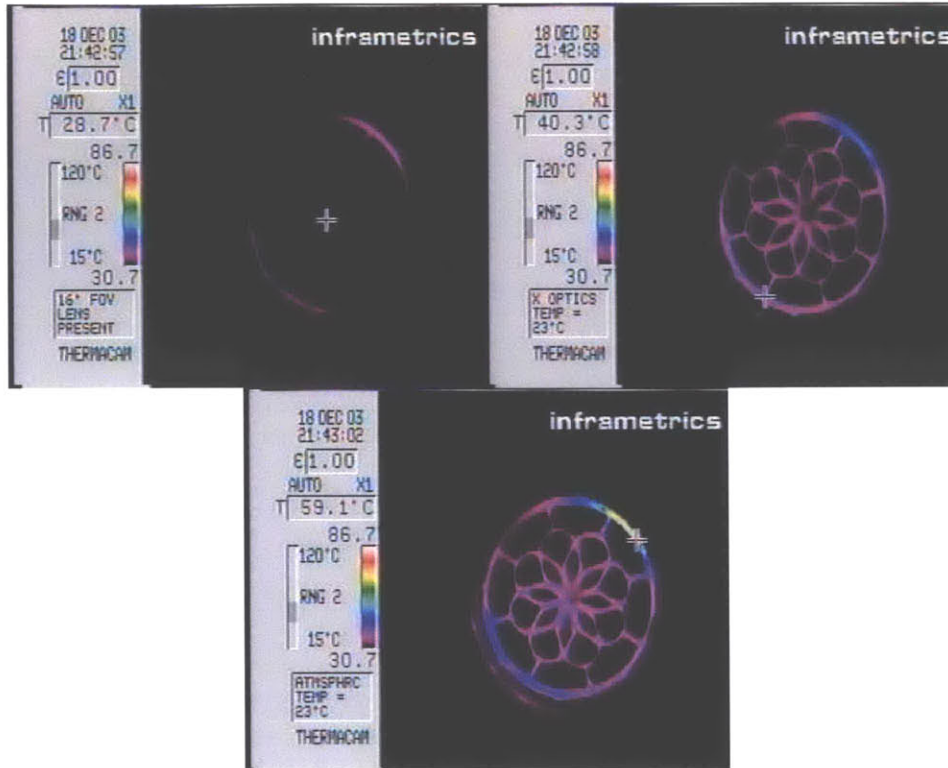 18 DEC 03
21:42:57
inframetrics
ε 1.00
AUTO X1
T 28.7°C
86.7
120°C
RNG 2
15°C
30.7
16° FOV
LENS
PRESENT
THERMACAM
18 DEC 03
21:42:58
inframetrics
ε 1.00
AUTO X1
T 40.3°C
86.7
120°C
RNG 2
15°C
30.7
X OPTICS
TEMP =
23°C
THERMACAM
18 DEC 03
21:43:02
inframetrics
ε 1.00
AUTO X1
T 59.1°C
86.7
120°C
RNG 2
15°C
30.7
ATMSPHRC
TEMP =
23°C
THERMACAM